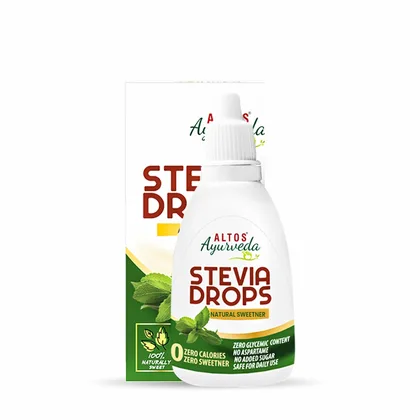 ALTOS
Ayurveda
STE
DR
100%
NATURALLY
SWEET
ALTOS
Ayurveda
STEVIA
DROPS
NATURAL SWEETNER
0 ZERO CALORIES
ZERO SWEETNER
ZERO GLYCEMIC CONTENT
NO ASPARTAME
NO ADDED SUGAR
SAFE FOR DAILY USE